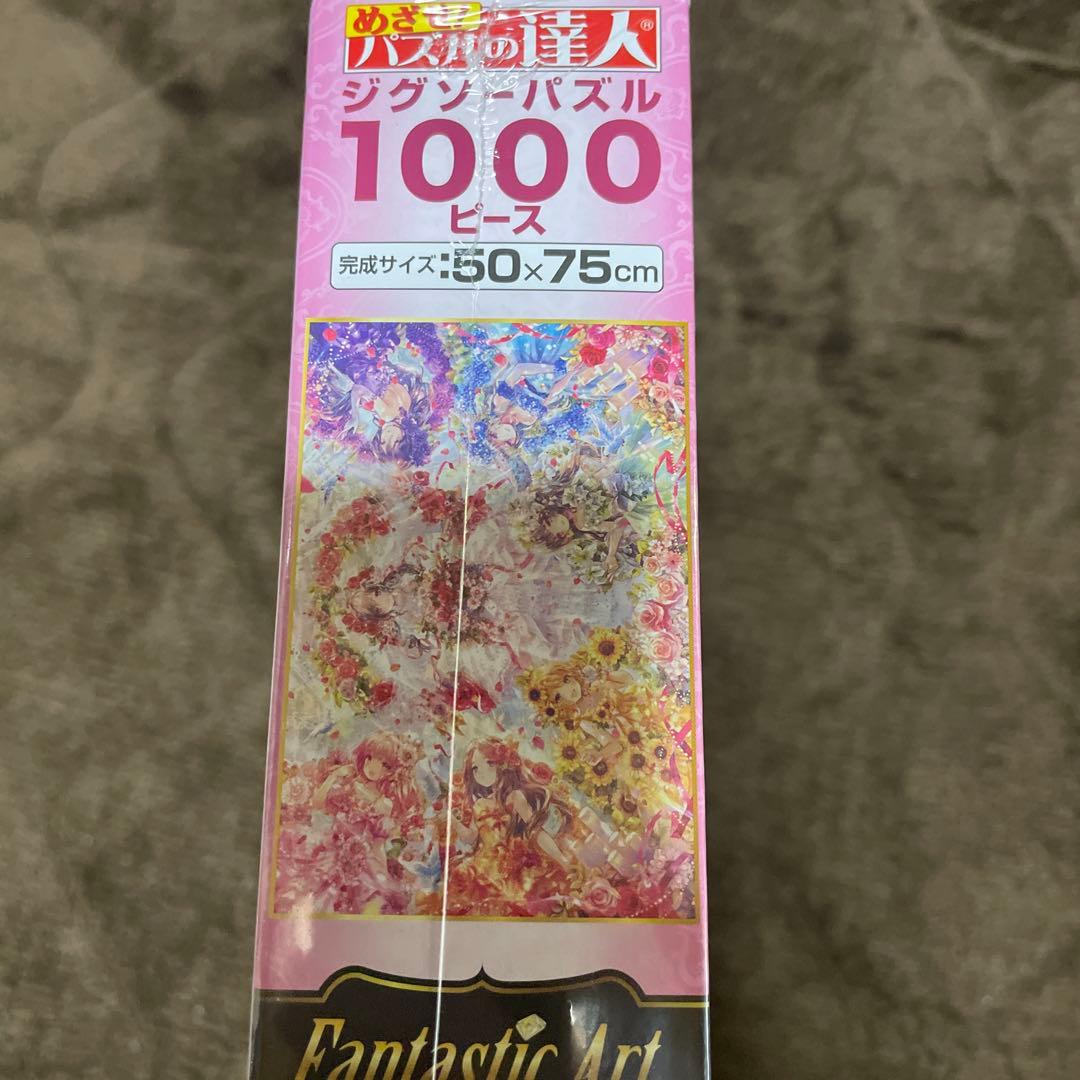 めざせ!
パズルの達人®
ジグソーパズル
1000
ピース
完成サイズ:50×75cm
Fantastic Art